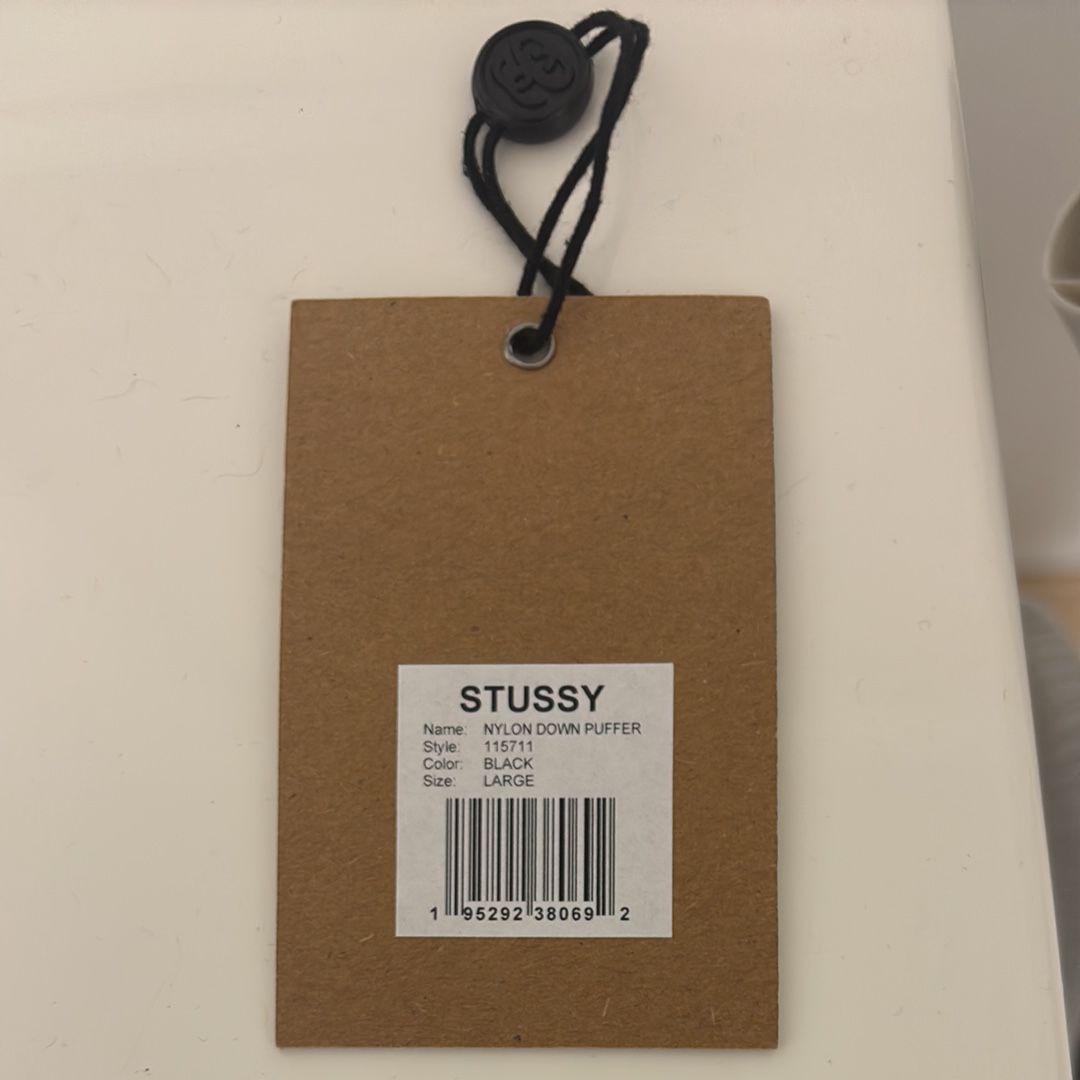 STUSSY
Name: NYLON DOWN PUFFER
Style: 115711
Color: BLACK
Size: LARGE
1 95292 38069 2